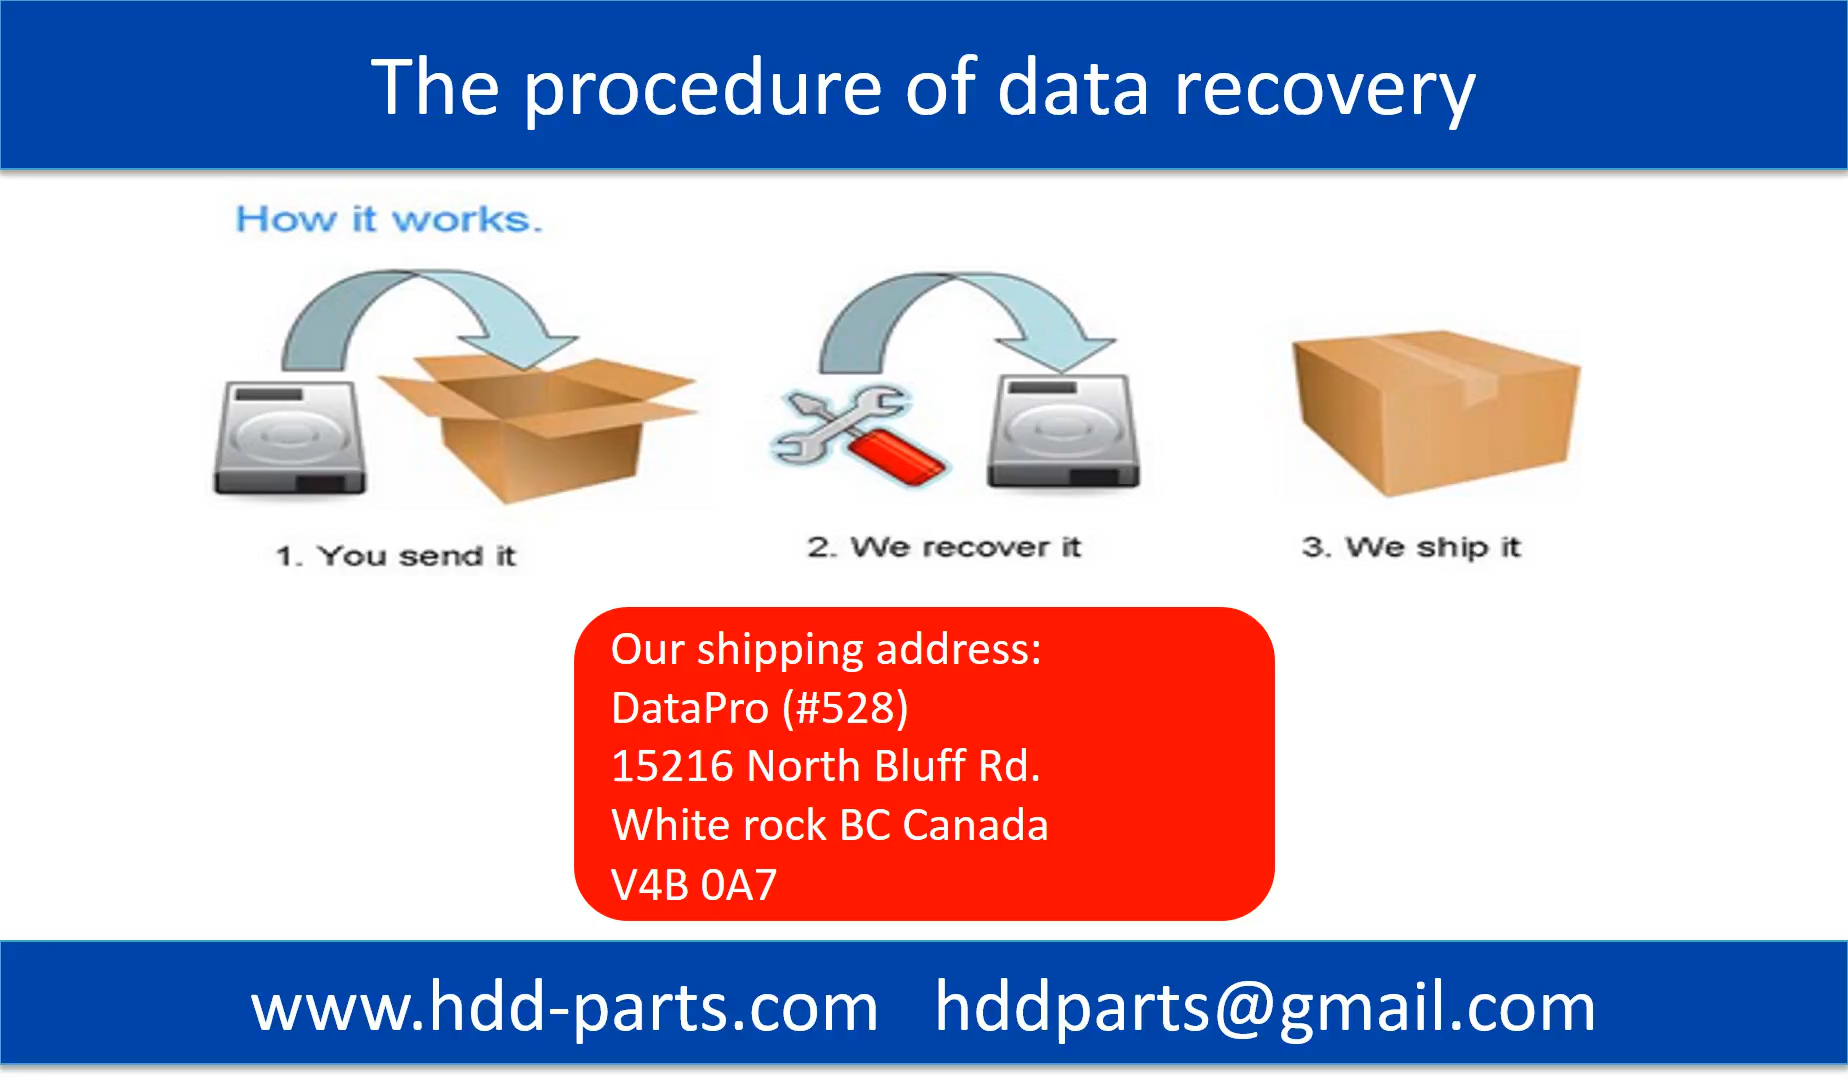 The procedure of data recovery
How it works.
1. You send it
2. We recover it
3. We ship it
Our shipping address:
DataPro (#528)
15216 North Bluff Rd.
White rock BC Canada
V4B 0A7
www.hdd-parts.com hddparts@gmail.com